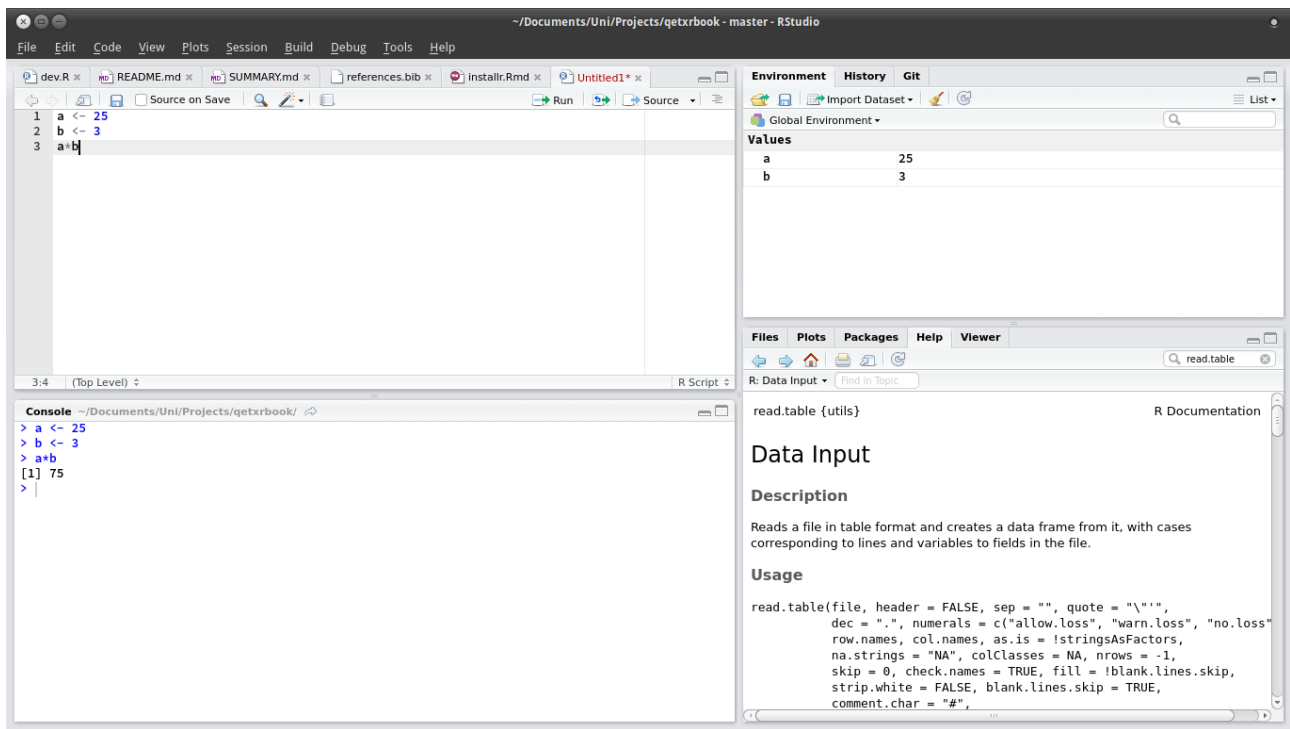 ~/Documents/Uni/Projects/qetxrbook - master - RStudio
File Edit Code View Plots Session Build Debug Tools Help
dev.R × README.md × SUMMARY.md × references.bib × installr.Rmd × Untitled1* ×
Source on Save Run Source
1 a <- 25
2 b <- 3
3 a*b
3:4 (Top Level) R Script
Console ~/Documents/Uni/Projects/qetxrbook/
> a <- 25
> b <- 3
> a*b
[1] 75
>
Environment History Git
Import Dataset List
Global Environment
Values
a 25
b 3
Files Plots Packages Help Viewer
read.table
R: Data Input Find in Topic
read.table {utils} R Documentation
Data Input
Description
Reads a file in table format and creates a data frame from it, with cases
corresponding to lines and variables to fields in the file.
Usage
read.table(file, header = FALSE, sep = "", quote = "\"'",
dec = ".", numerals = c("allow.loss", "warn.loss", "no.loss"
row.names, col.names, as.is = !stringsAsFactors,
na.strings = "NA", colClasses = NA, nrows = -1,
skip = 0, check.names = TRUE, fill = !blank.lines.skip,
strip.white = FALSE, blank.lines.skip = TRUE,
comment.char = "#",